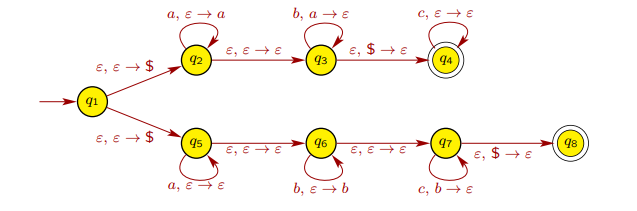 a, ε → a b, a → ε c, ε → ε
ε, ε → $ q₂ ε, ε → ε q₃ ε, $ → ε q₄
q₁
ε, ε → $ q₅ ε, ε → ε q₆ ε, ε → ε q₇ ε, $ → ε q₈
a, ε → ε b, ε → b c, b → ε